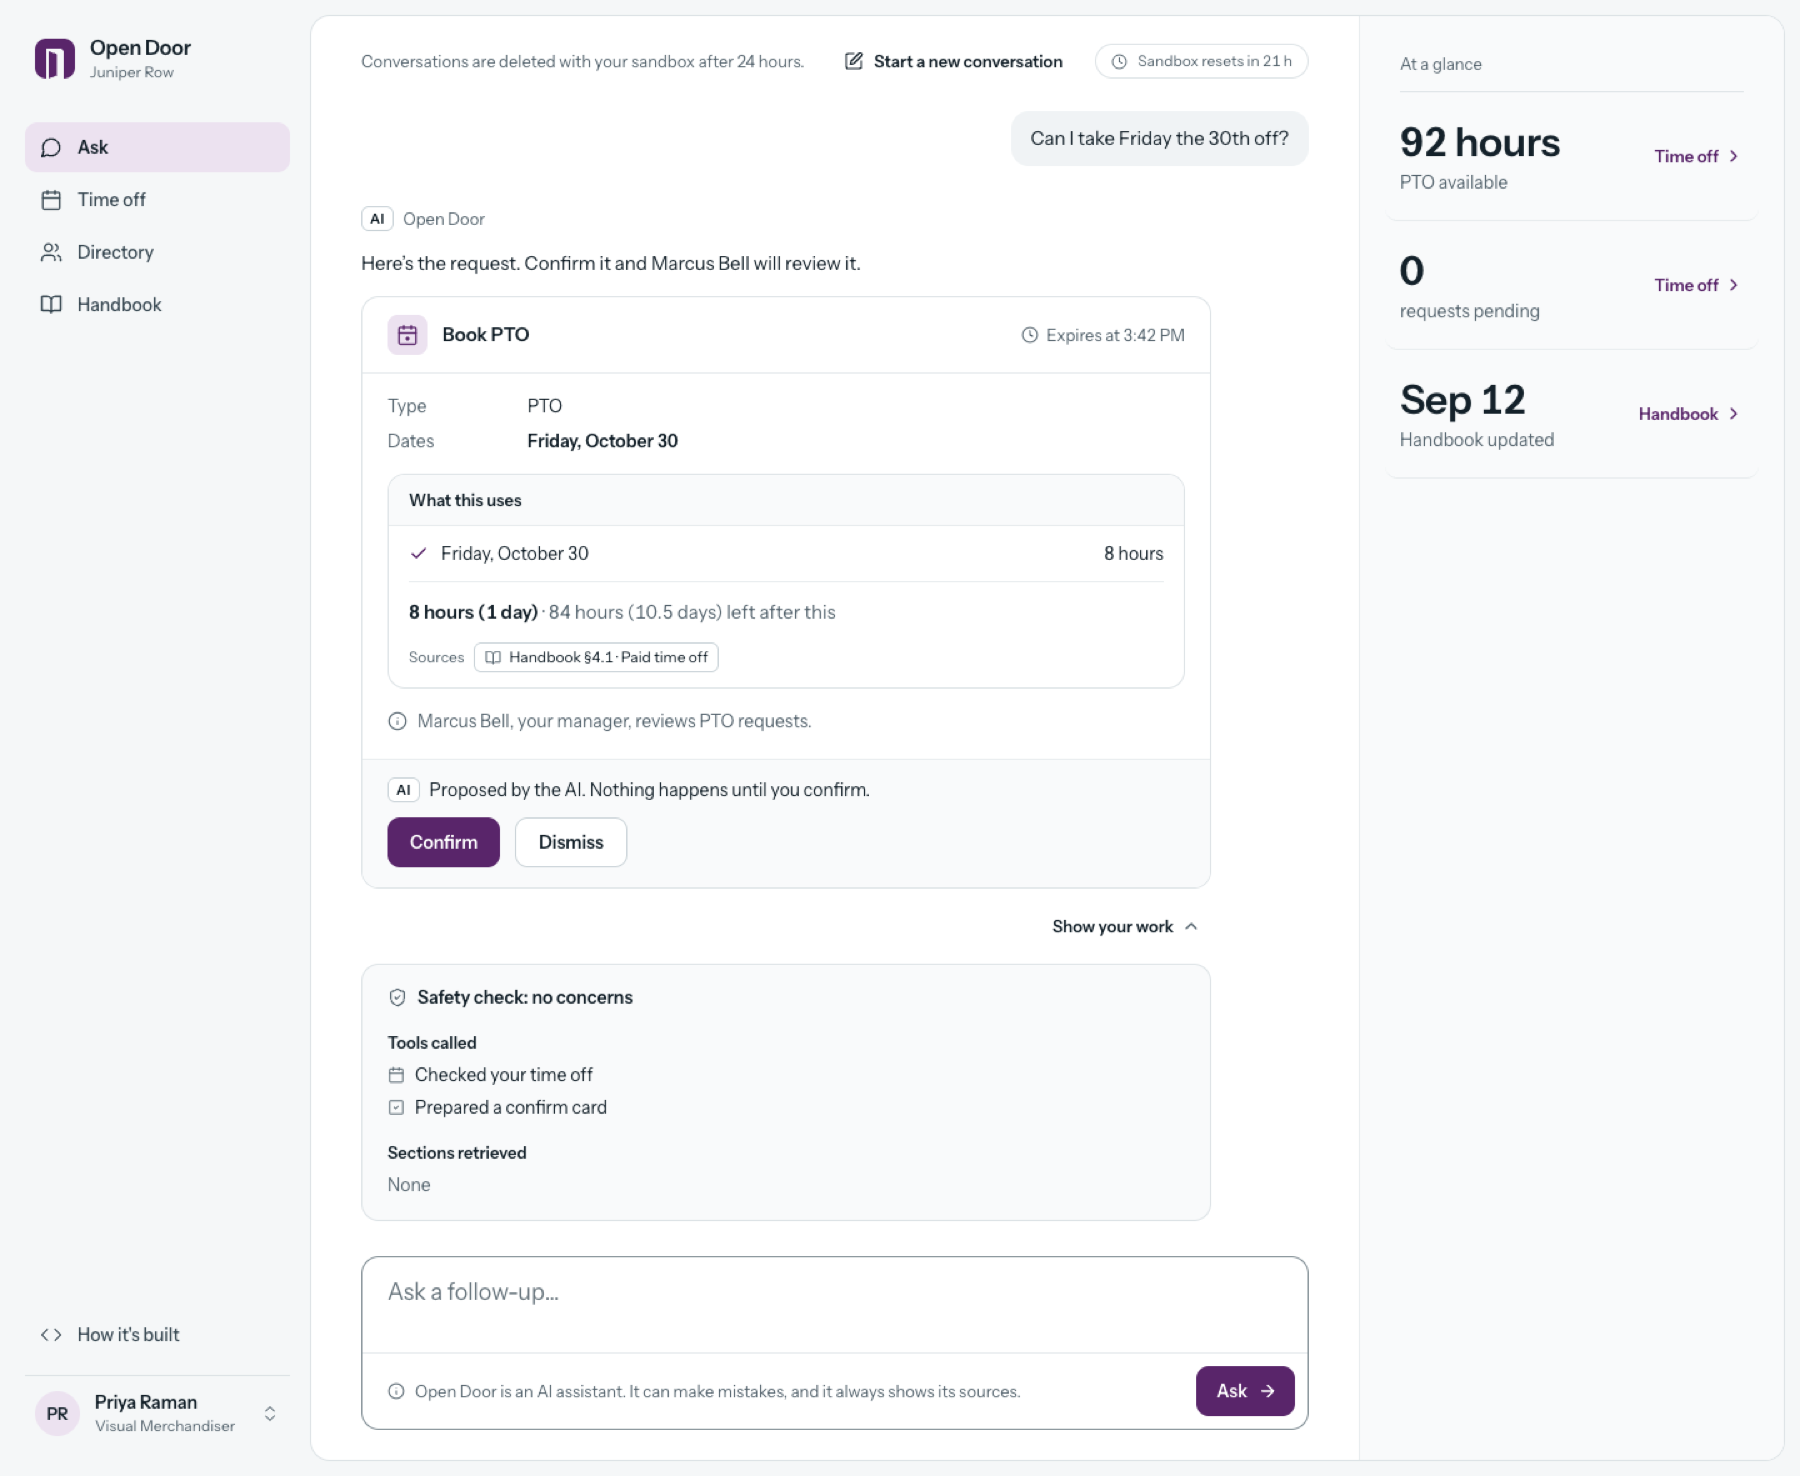 Open Door
Juniper Row
Ask
Time off
Directory
Handbook
How it's built
PR
Priya Raman
Visual Merchandiser
Conversations are deleted with your sandbox after 24 hours.
Start a new conversation
Sandbox resets in 21 h
Can I take Friday the 30th off?
AI Open Door
Here’s the request. Confirm it and Marcus Bell will review it.
Book PTO
Expires at 3:42 PM
Type PTO
Dates Friday, October 30
What this uses
Friday, October 30 8 hours
8 hours (1 day) · 84 hours (10.5 days) left after this
Sources Handbook §4.1 · Paid time off
Marcus Bell, your manager, reviews PTO requests.
AI Proposed by the AI. Nothing happens until you confirm.
Confirm Dismiss
Show your work
Safety check: no concerns
Tools called
Checked your time off
Prepared a confirm card
Sections retrieved
None
Ask a follow-up...
Open Door is an AI assistant. It can make mistakes, and it always shows its sources.
Ask
At a glance
92 hours
PTO available
Time off
0
requests pending
Time off
Sep 12
Handbook updated
Handbook